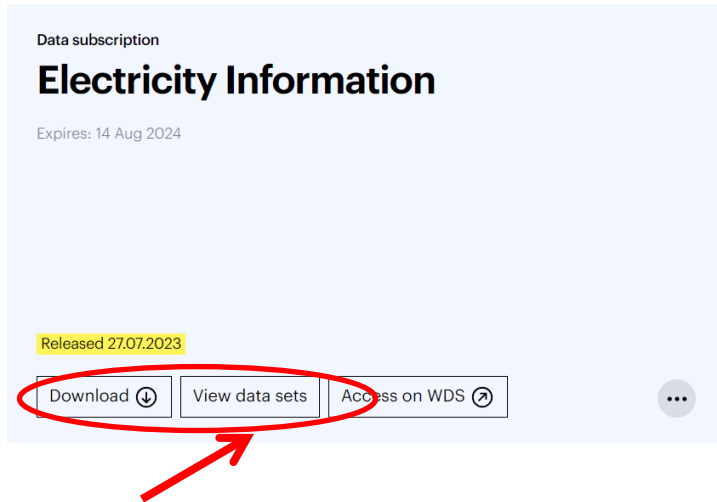 Data subscription
Electricity Information
Expires: 14 Aug 2024
Released 27.07.2023
Download View data sets Access on WDS